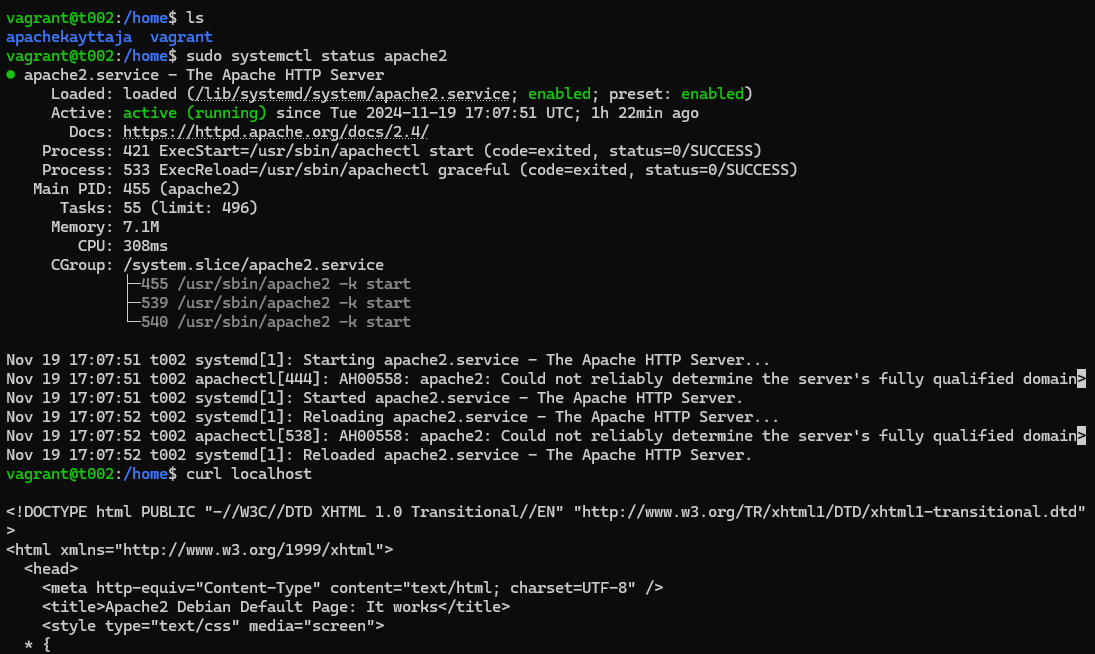 vagrant@t002:/home$ ls
apachekayttaja  vagrant
vagrant@t002:/home$ sudo systemctl status apache2
● apache2.service - The Apache HTTP Server
     Loaded: loaded (/lib/systemd/system/apache2.service; enabled; preset: enabled)
     Active: active (running) since Tue 2024-11-19 17:07:51 UTC; 1h 22min ago
       Docs: https://httpd.apache.org/docs/2.4/
    Process: 421 ExecStart=/usr/sbin/apachectl start (code=exited, status=0/SUCCESS)
    Process: 533 ExecReload=/usr/sbin/apachectl graceful (code=exited, status=0/SUCCESS)
   Main PID: 455 (apache2)
      Tasks: 55 (limit: 496)
     Memory: 7.1M
        CPU: 308ms
     CGroup: /system.slice/apache2.service
             ├─455 /usr/sbin/apache2 -k start
             ├─539 /usr/sbin/apache2 -k start
             └─540 /usr/sbin/apache2 -k start

Nov 19 17:07:51 t002 systemd[1]: Starting apache2.service - The Apache HTTP Server...
Nov 19 17:07:51 t002 apachectl[444]: AH00558: apache2: Could not reliably determine the server's fully qualified domain>
Nov 19 17:07:51 t002 systemd[1]: Started apache2.service - The Apache HTTP Server.
Nov 19 17:07:52 t002 systemd[1]: Reloading apache2.service - The Apache HTTP Server...
Nov 19 17:07:52 t002 apachectl[538]: AH00558: apache2: Could not reliably determine the server's fully qualified domain>
Nov 19 17:07:52 t002 systemd[1]: Reloaded apache2.service - The Apache HTTP Server.
vagrant@t002:/home$ curl localhost

<!DOCTYPE html PUBLIC "-//W3C//DTD XHTML 1.0 Transitional//EN" "http://www.w3.org/TR/xhtml1/DTD/xhtml1-transitional.dtd"
>
<html xmlns="http://www.w3.org/1999/xhtml">
  <head>
    <meta http-equiv="Content-Type" content="text/html; charset=UTF-8" />
    <title>Apache2 Debian Default Page: It works</title>
    <style type="text/css" media="screen">
  * {